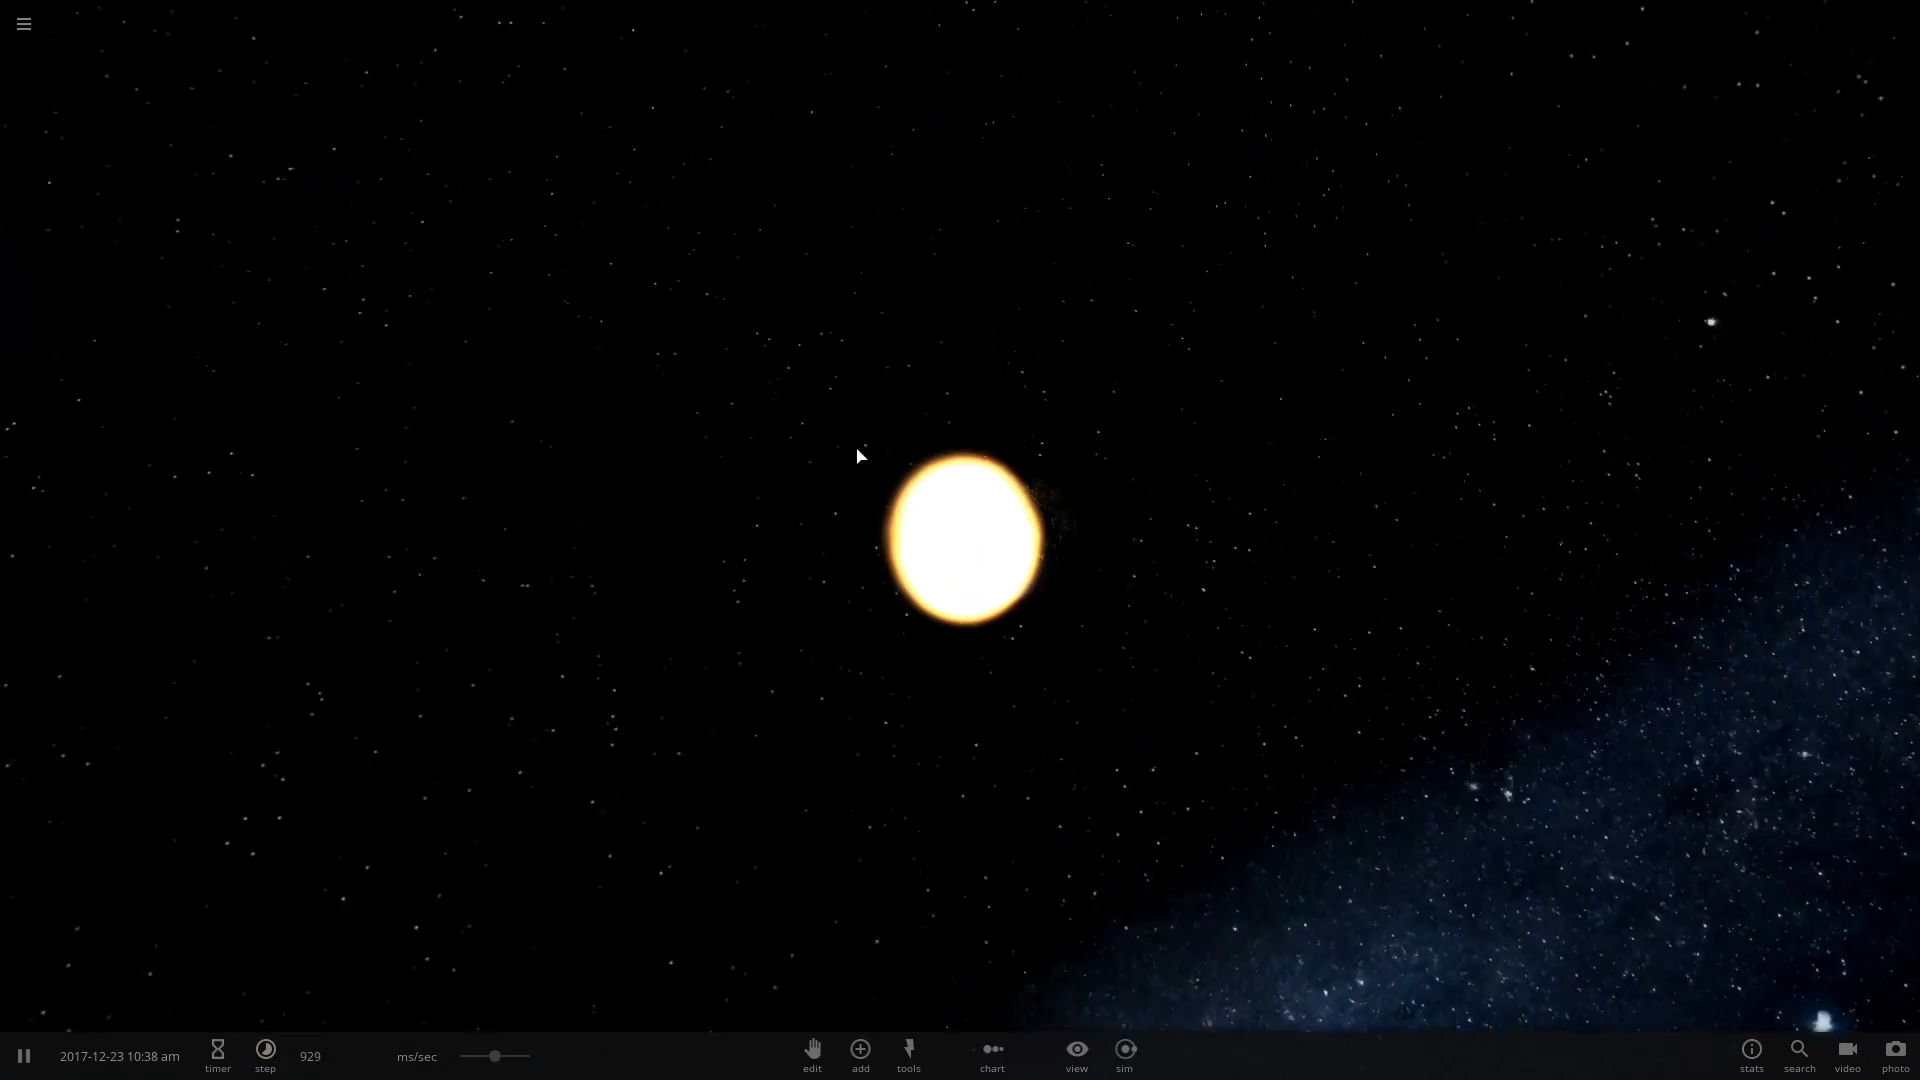 2017-12-23 10:38 am
timer
step
929
ms/sec
edit
add
tools
chart
view
sim
stats
search
video
photo